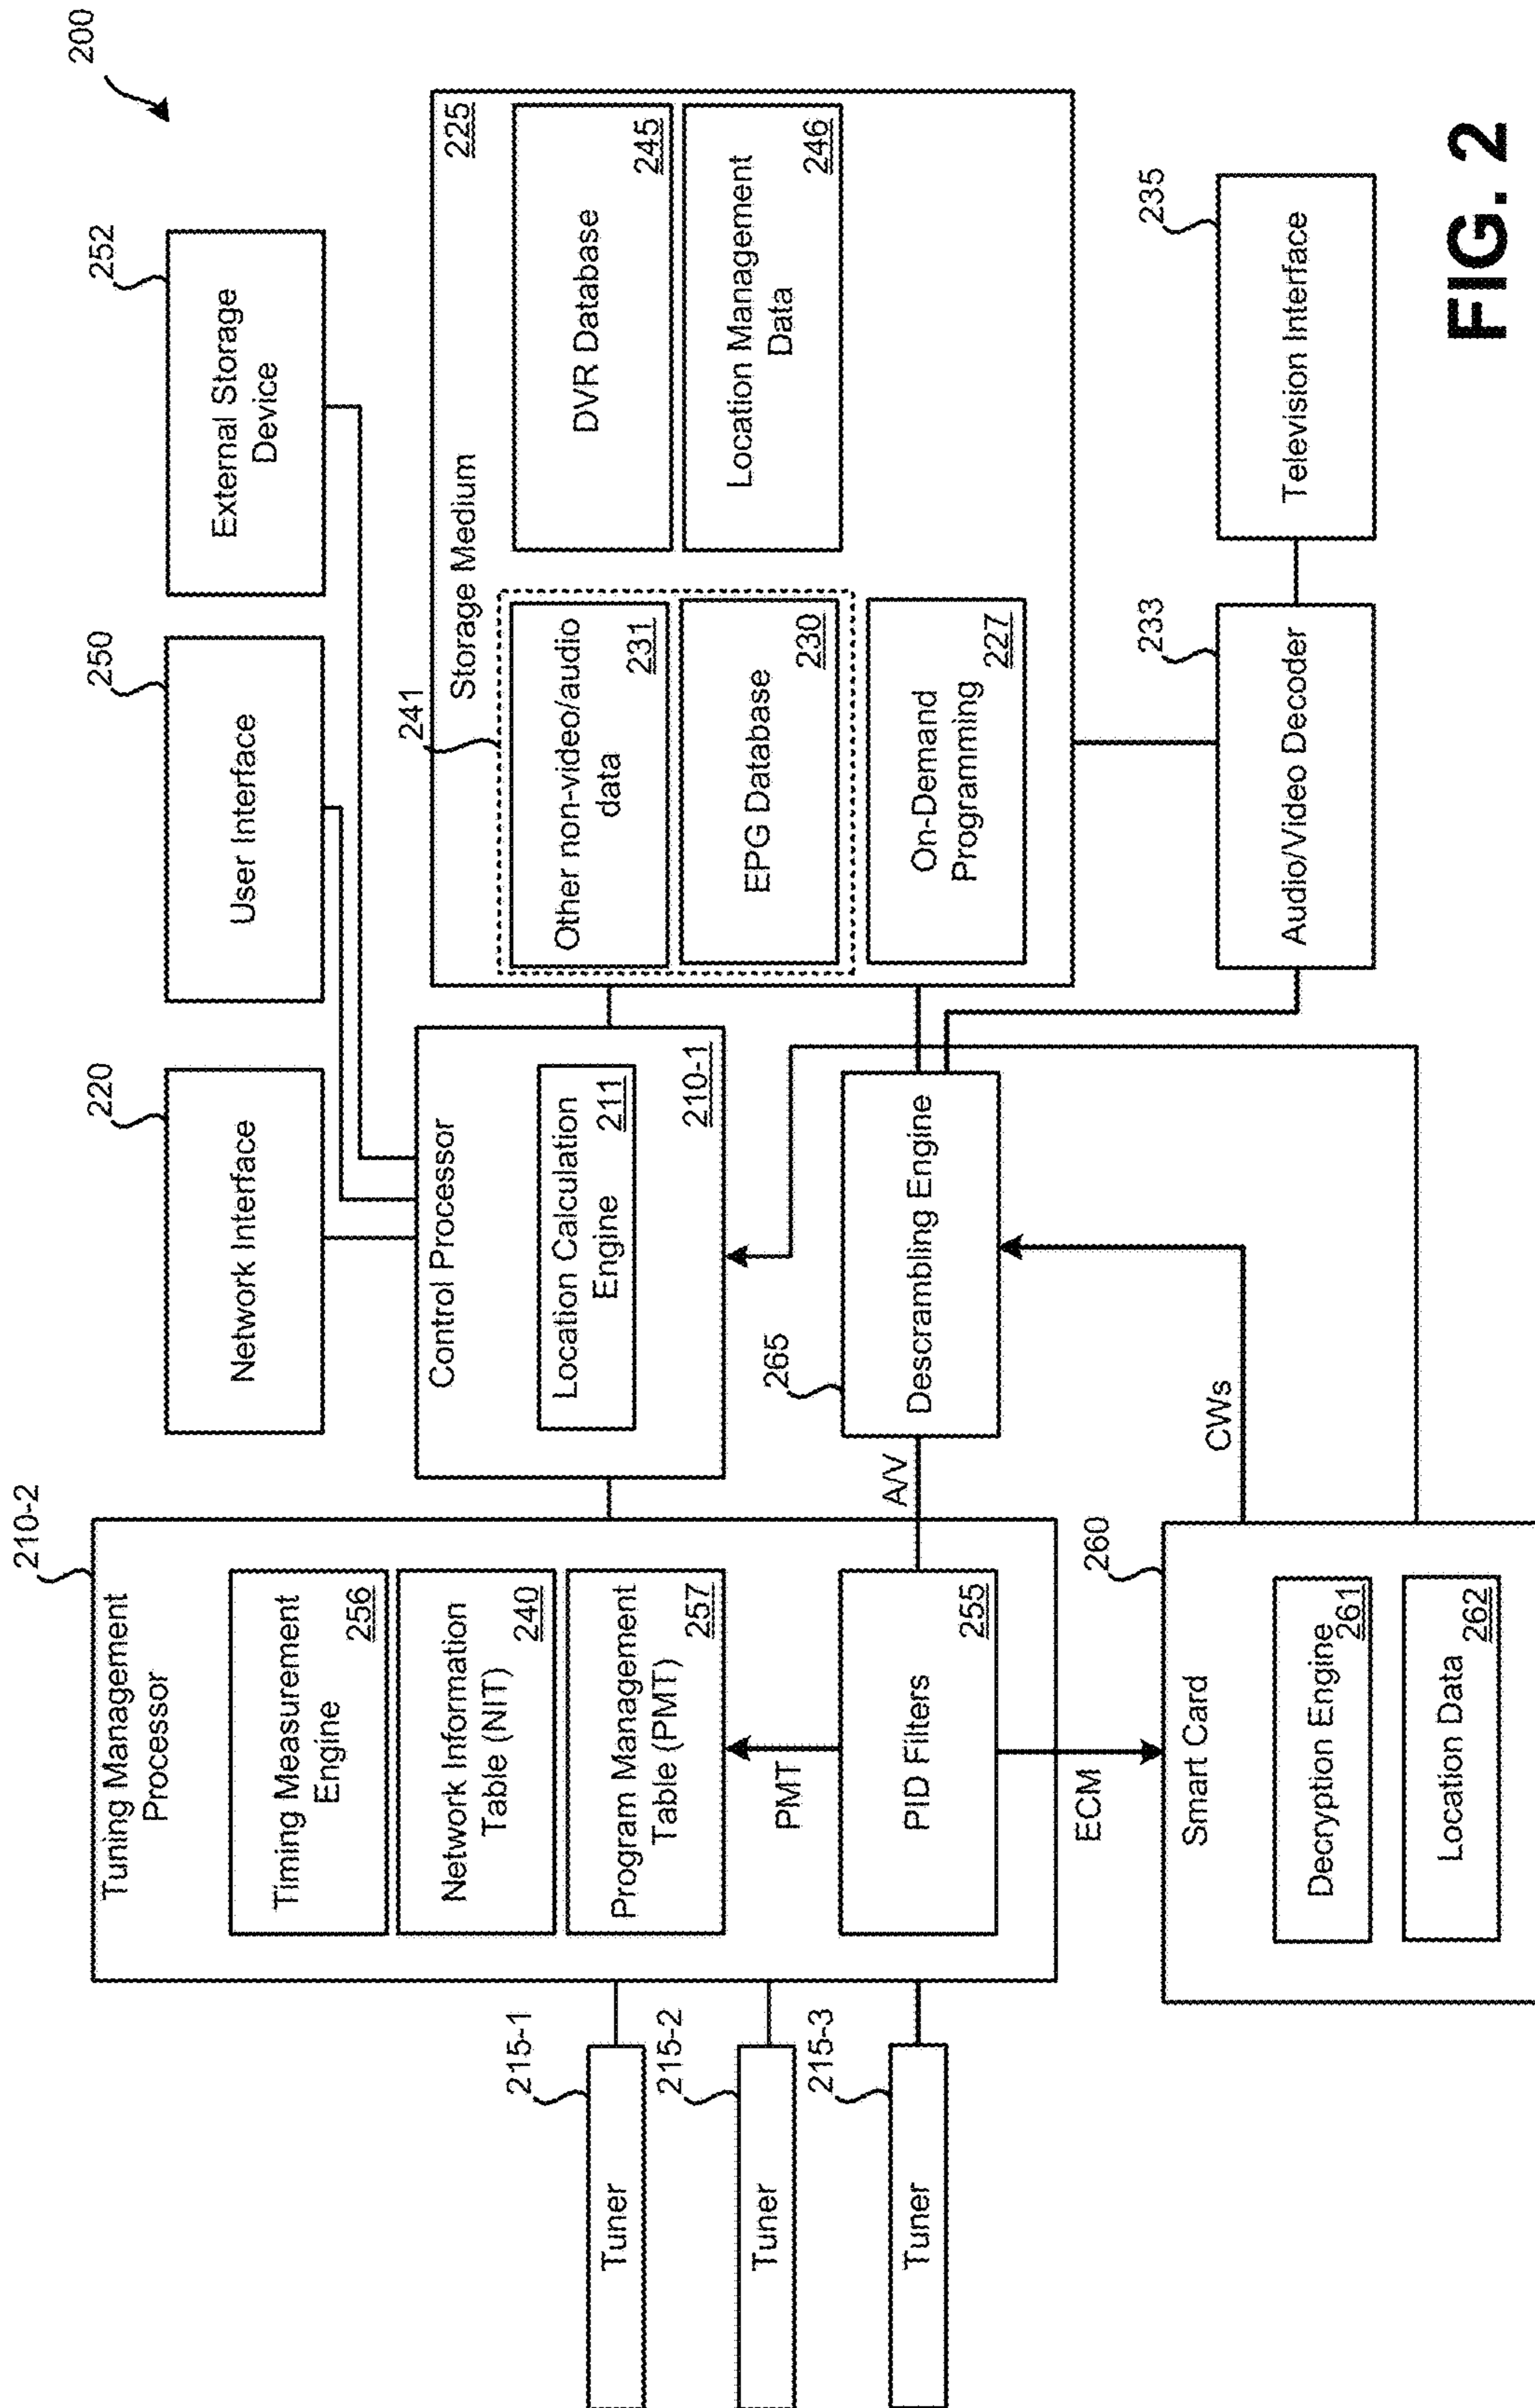 200
210-2
Tuning Management
Processor
Timing Measurement
Engine
256
Network Information
Table (NIT)
240
Program Management
Table (PMT)
257
PMT
PID Filters
255
ECM
A/V
215-1
Tuner
215-2
Tuner
215-3
Tuner
260
Smart Card
Decryption Engine
261
Location Data
262
CWs
220
Network Interface
250
User Interface
252
External Storage
Device
Control Processor
Location Calculation
Engine
211
210-1
265
Descrambling Engine
Storage Medium
225
241
Other non-video/audio
data
231
EPG Database
230
On-Demand
Programming
227
DVR Database
245
Location Management
Data
246
233
Audio/Video Decoder
235
Television Interface
FIG. 2